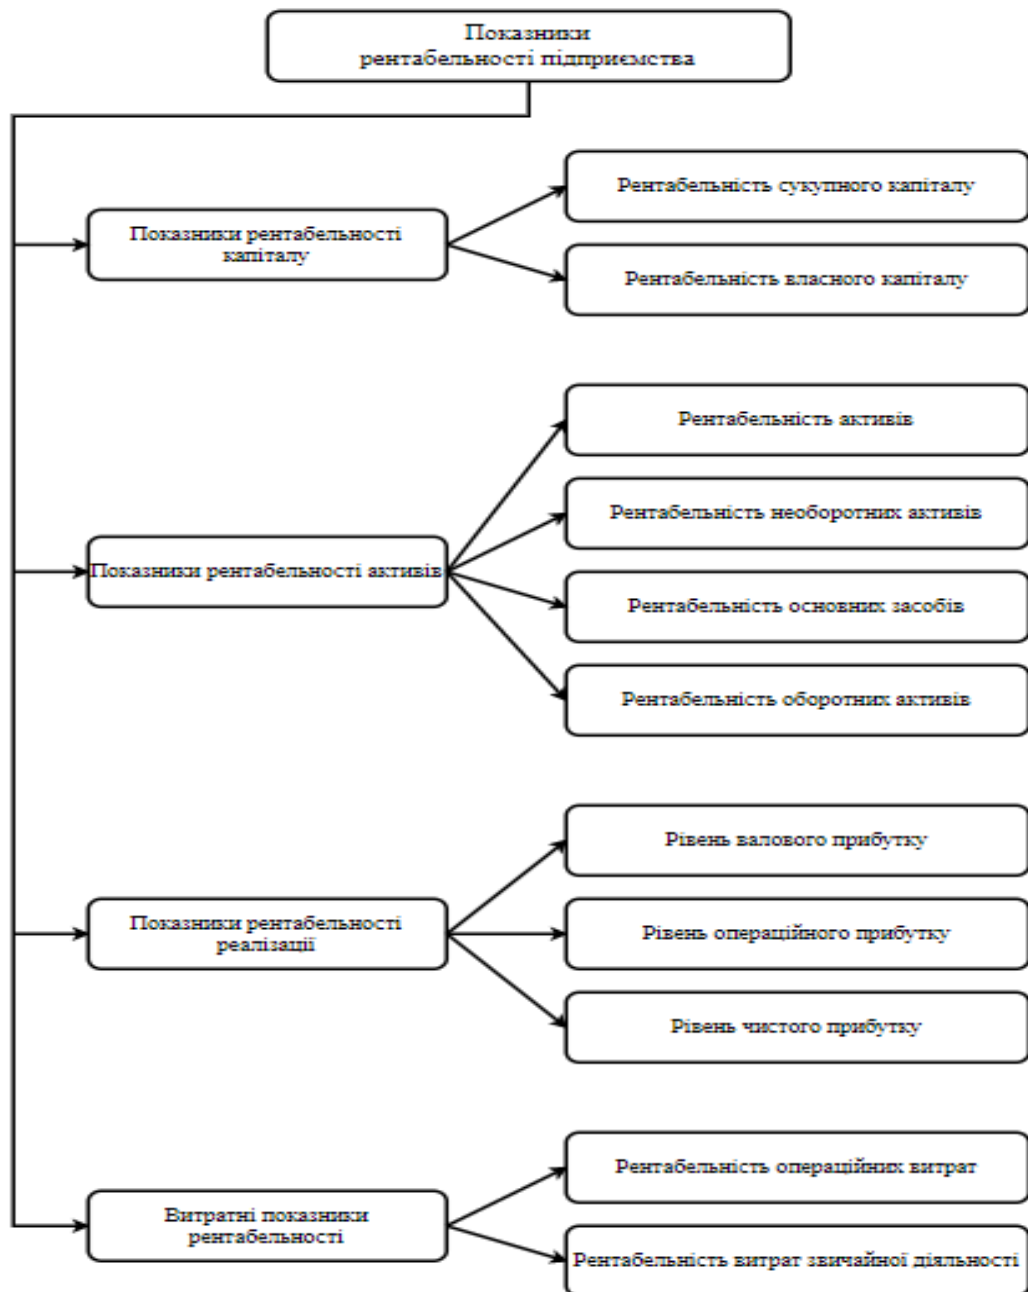 Показники
рентабельності підприємства
Показники рентабельності
капіталу
Рентабельність сукупного капіталу
Рентабельність власного капіталу
Показники рентабельності активів
Рентабельність активів
Рентабельність необоротних активів
Рентабельність основних засобів
Рентабельність оборотних активів
Показники рентабельності
реалізації
Рівень валового прибутку
Рівень операційного прибутку
Рівень чистого прибутку
Витратні показники
рентабельності
Рентабельність операційних витрат
Рентабельність витрат звичайної діяльності